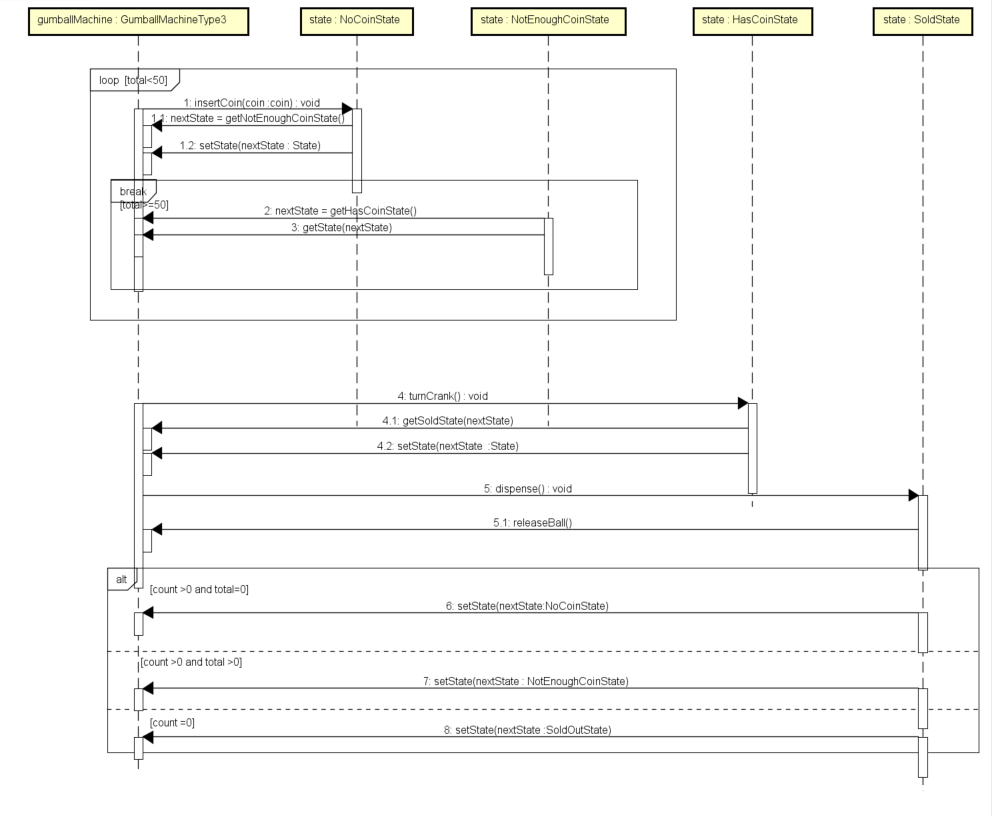 gumballMachine : GumballMachineType3
state : NoCoinState
state : NotEnoughCoinState
state : HasCoinState
state : SoldState
loop [total<50]
1: insertCoin(coin :coin) : void
1.1: nextState = getNotEnoughCoinState()
1.2: setState(nextState : State)
break
[total>=50]
2: nextState = getHasCoinState()
3: getState(nextState)
4: turnCrank() : void
4.1: getSoldState(nextState)
4.2: setState(nextState :State)
5: dispense() : void
5.1: releaseBall()
alt
[count >0 and total=0]
6: setState(nextState:NoCoinState)
[count >0 and total >0]
7: setState(nextState : NotEnoughCoinState)
[count =0]
8: setState(nextState :SoldOutState)